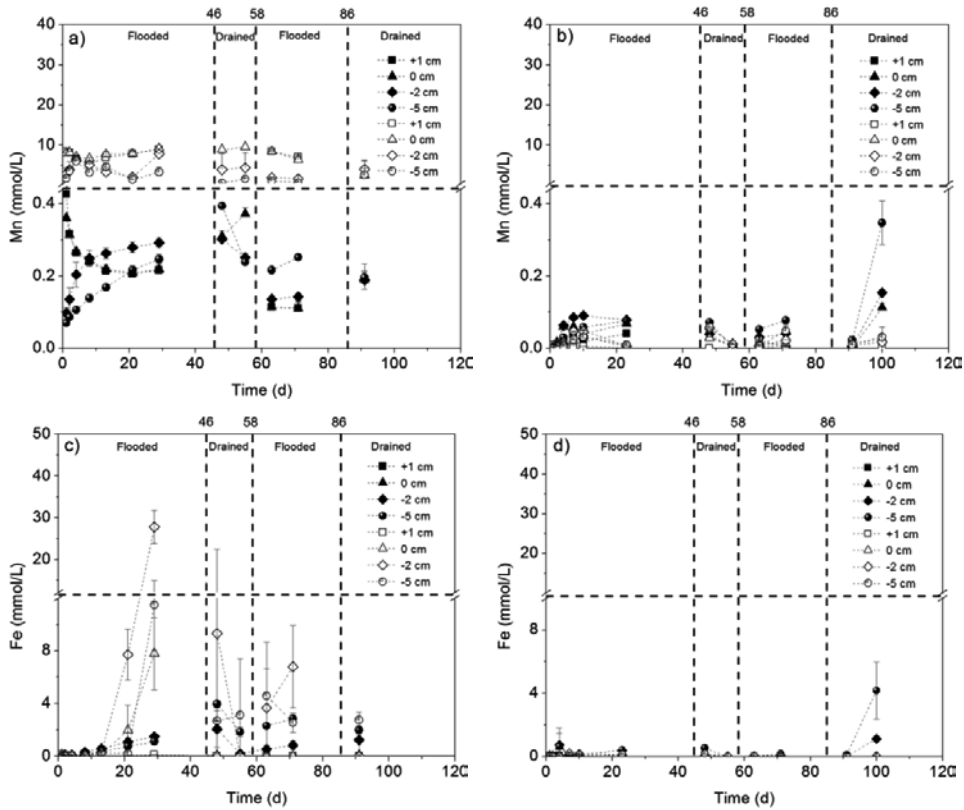 46 58 86
a)
Flooded Drained Flooded Drained
+1 cm
0 cm
-2 cm
-5 cm
+1 cm
0 cm
-2 cm
-5 cm
Mn (mmol/L)
40
30
20
10
0.4
0.2
0.0
0 20 40 60 80 100 120
Time (d)
46 58 86
b)
Flooded Drained Flooded Drained
+1 cm
0 cm
-2 cm
-5 cm
+1 cm
0 cm
-2 cm
-5 cm
Mn (mmol/L)
40
30
20
10
0.4
0.2
0.0
0 20 40 60 80 100 120
Time (d)
46 58 86
c)
Flooded Drained Flooded Drained
+1 cm
0 cm
-2 cm
-5 cm
+1 cm
0 cm
-2 cm
-5 cm
Fe (mmol/L)
50
40
30
20
8
4
0
0 20 40 60 80 100 120
Time (d)
46 58 86
d)
Flooded Drained Flooded Drained
+1 cm
0 cm
-2 cm
-5 cm
+1 cm
0 cm
-2 cm
-5 cm
Fe (mmol/L)
50
40
30
20
8
4
0
0 20 40 60 80 100 120
Time (d)